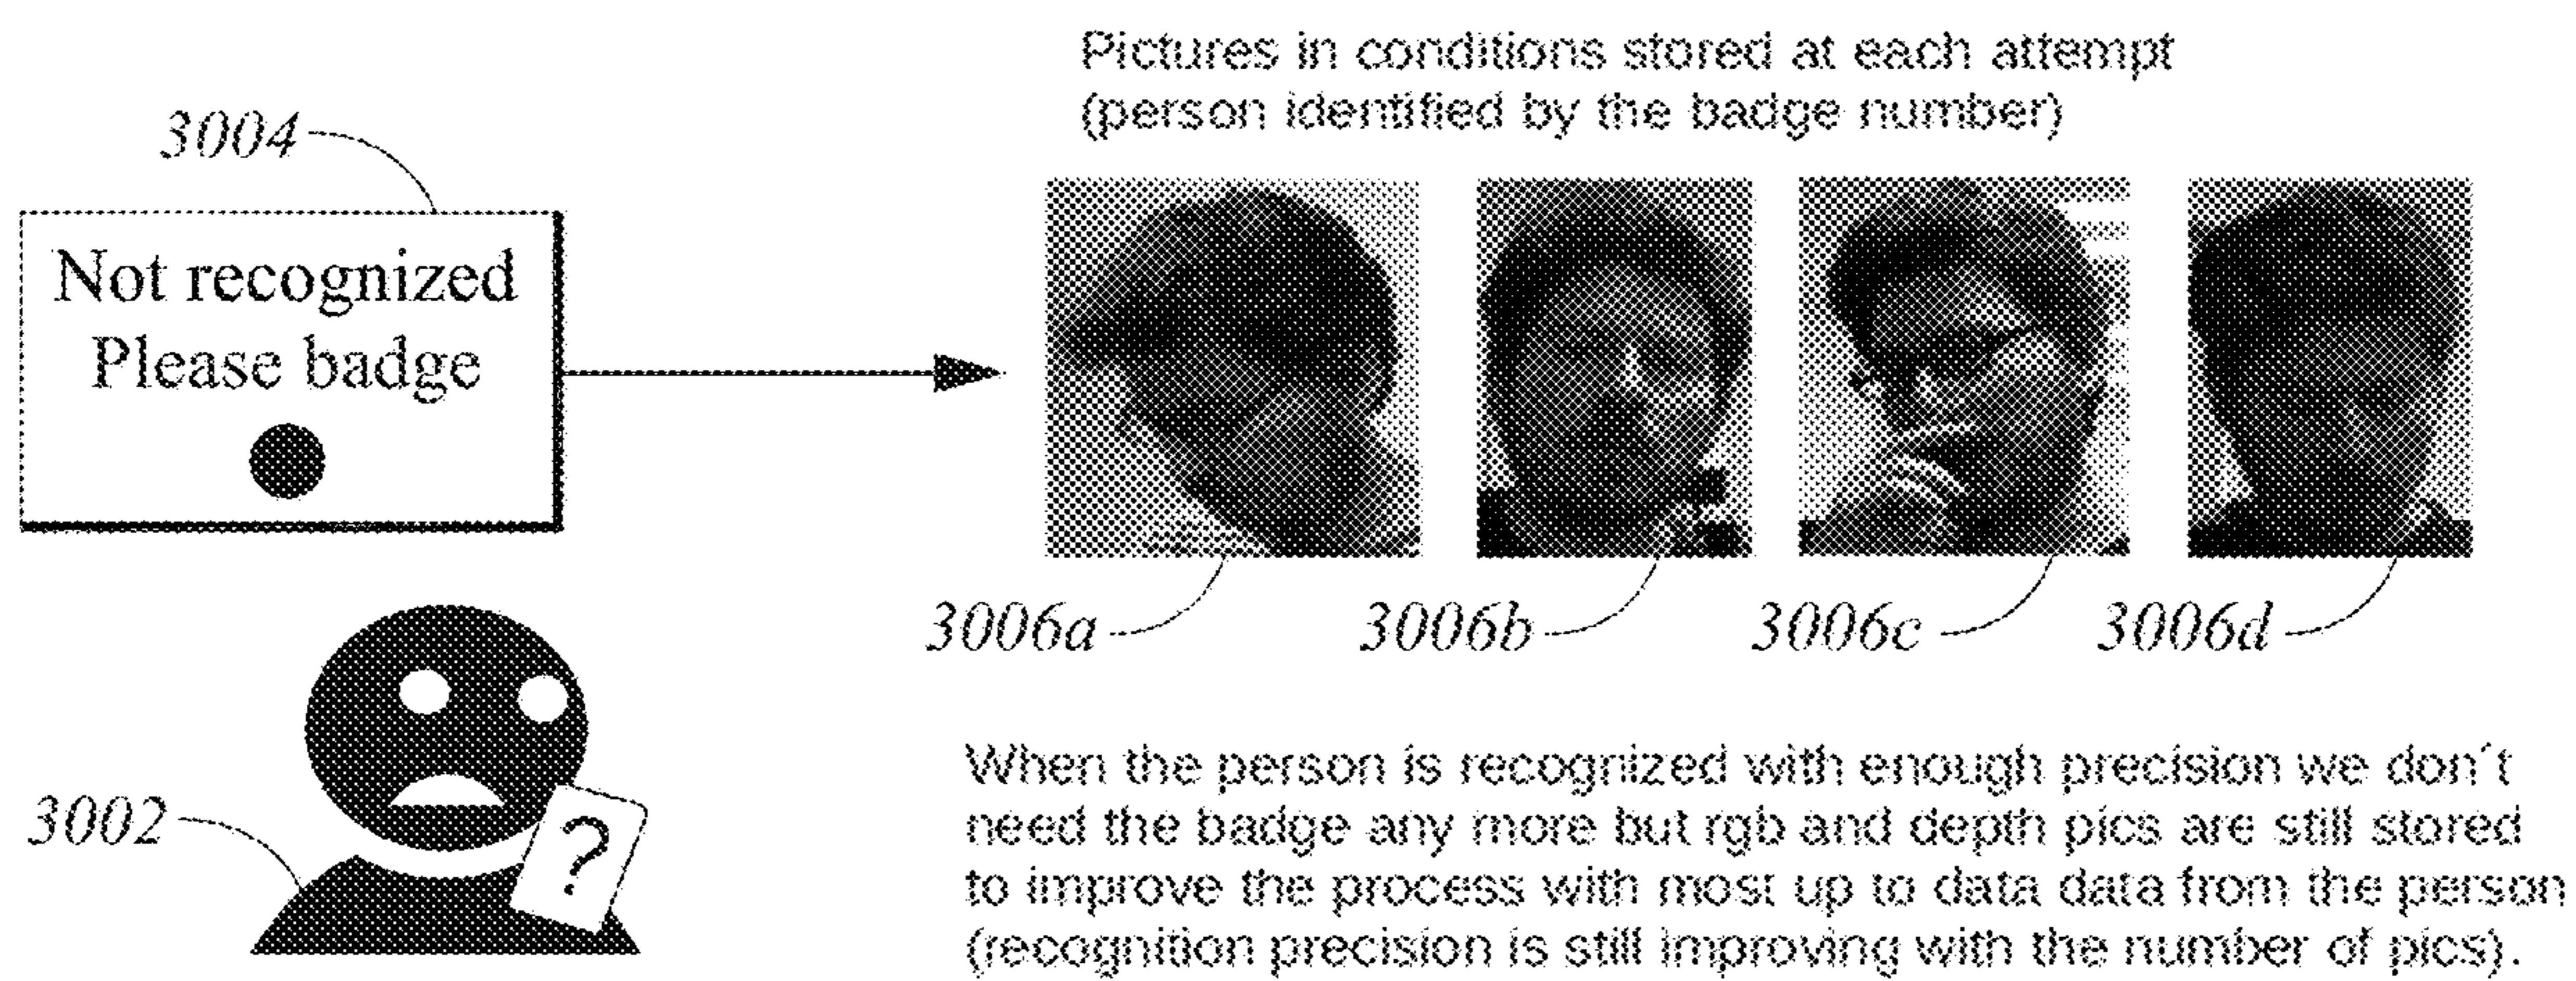 Pictures in conditions stored at each attempt
(person identified by the badge number)
3004
Not recognized
Please badge
3006a
3006b
3006c
3006d
3002
?
When the person is recognized with enough precision we don´t
need the badge any more but rgb and depth pics are still stored
to improve the process with most up to data data from the person
(recognition precision is still improving with the number of pics).